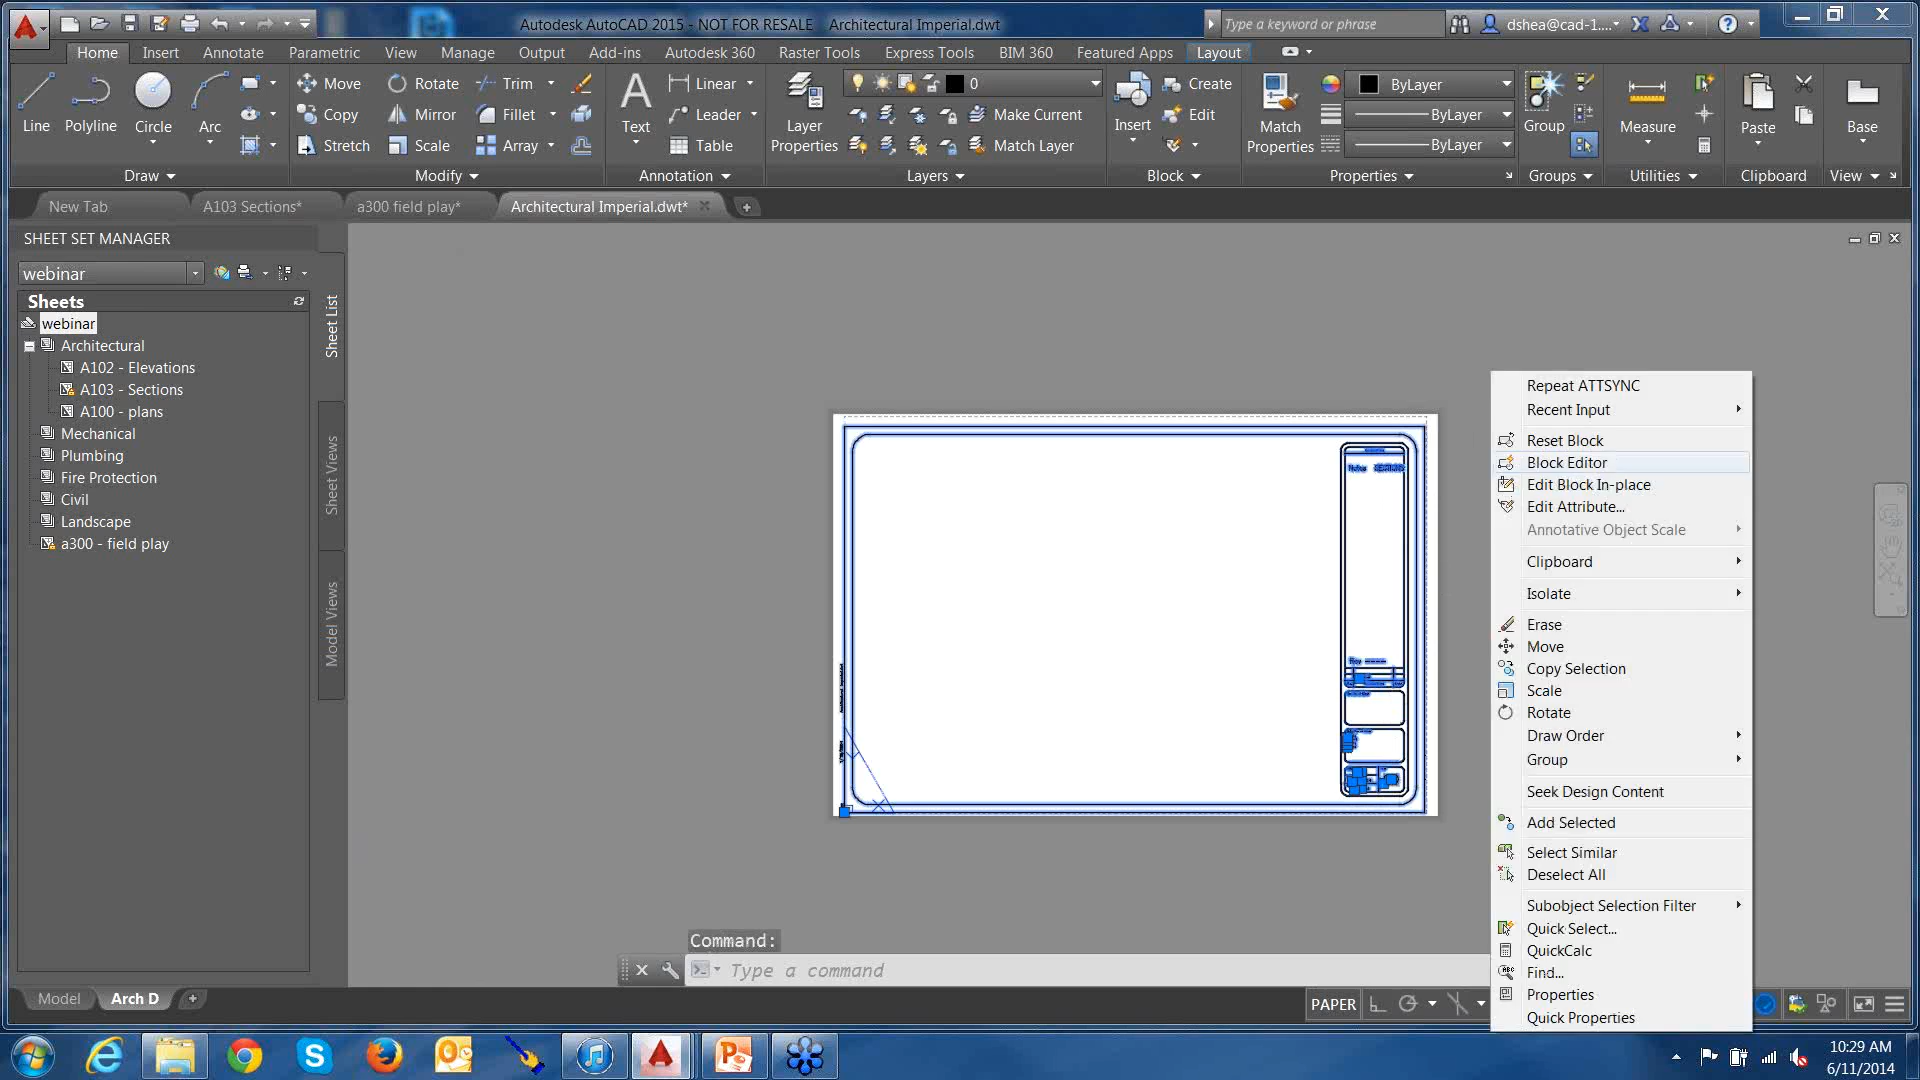 Autodesk AutoCAD 2015 - NOT FOR RESALE Architectural Imperial.dwt
Type a keyword or phrase
dshea@cad-1....
Home Insert Annotate Parametric View Manage Output Add-ins Autodesk 360 Raster Tools Express Tools BIM 360 Featured Apps Layout
Line Polyline Circle Arc
Move Rotate Trim
Copy Mirror Fillet
Stretch Scale Array
Text Linear
Leader
Table
Layer Properties
0
Make Current
Match Layer
Insert Create
Edit
Match Properties
ByLayer
ByLayer
ByLayer
Group
Measure
Paste
Base
Draw Modify Annotation Layers Block Properties Groups Utilities Clipboard View
New Tab A103 Sections* a300 field play* Architectural Imperial.dwt*
SHEET SET MANAGER
webinar
Sheets
webinar
Architectural
A102 - Elevations
A103 - Sections
A100 - plans
Mechanical
Plumbing
Fire Protection
Civil
Landscape
a300 - field play
Sheet List
Sheet Views
Model Views
Notes
Repeat ATTSYNC
Recent Input
Reset Block
Block Editor
Edit Block In-place
Edit Attribute...
Annotative Object Scale
Clipboard
Isolate
Erase
Move
Copy Selection
Scale
Rotate
Draw Order
Group
Seek Design Content
Add Selected
Select Similar
Deselect All
Subobject Selection Filter
Quick Select...
QuickCalc
Find...
Properties
Quick Properties
Command:
Type a command
Model Arch D
PAPER
10:29 AM
6/11/2014